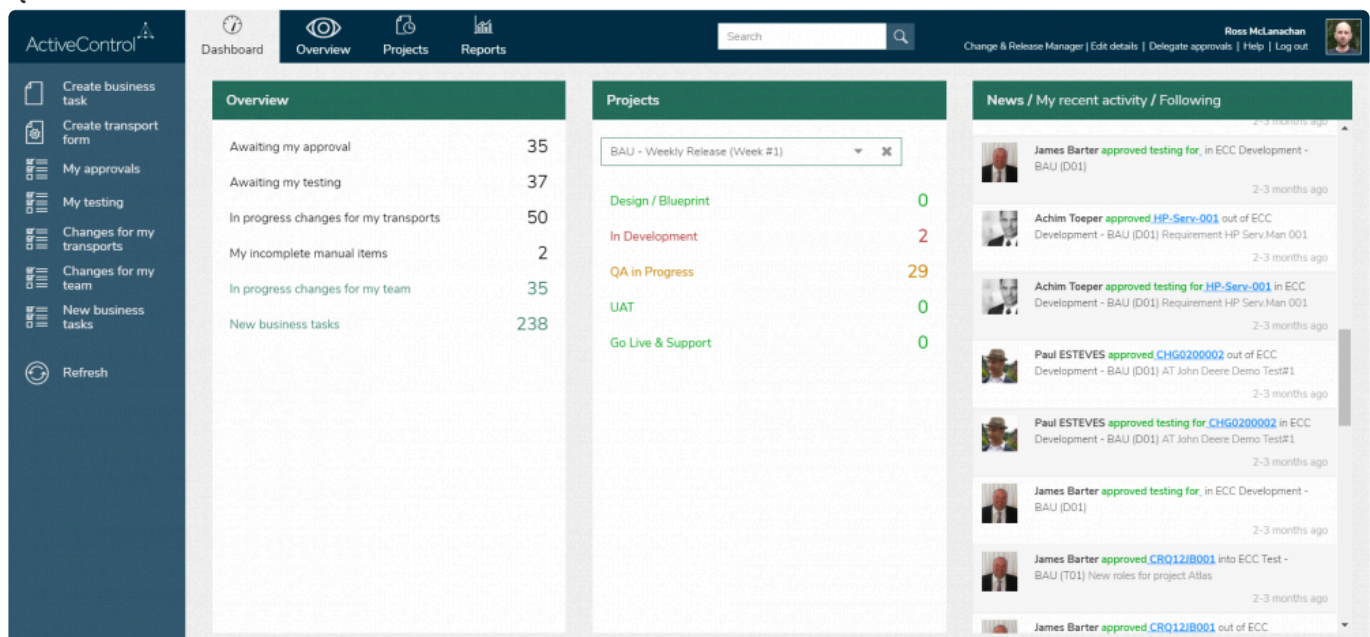 ActiveControl
Dashboard
Overview
Projects
Reports
Search
Ross McLanachan
Change & Release Manager | Edit details | Delegate approvals | Help | Log out
Create business
task
Create transport
form
My approvals
My testing
Changes for my
transports
Changes for my
team
New business
tasks
Refresh
Overview
Awaiting my approval 35
Awaiting my testing 37
In progress changes for my transports 50
My incomplete manual items 2
In progress changes for my team 35
New business tasks 238
Projects
BAU - Weekly Release (Week #1)
Design / Blueprint 0
In Development 2
QA in Progress 29
UAT 0
Go Live & Support 0
News / My recent activity / Following
2-3 months ago
James Barter approved testing for, in ECC Development -
BAU (D01)
2-3 months ago
Achim Toeper approved HP-Serv-001 out of ECC
Development - BAU (D01) Requirement HP Serv.Man 001
2-3 months ago
Achim Toeper approved testing for HP-Serv-001 in ECC
Development - BAU (D01) Requirement HP Serv.Man 001
2-3 months ago
Paul ESTEVES approved CHG0200002 out of ECC
Development - BAU (D01) AT John Deere Demo Test#1
2-3 months ago
Paul ESTEVES approved testing for CHG0200002 in ECC
Development - BAU (D01) AT John Deere Demo Test#1
2-3 months ago
James Barter approved testing for, in ECC Development -
BAU (D01)
2-3 months ago
James Barter approved CRQ12JB001 into ECC Test -
BAU (T01) New roles for project Atlas
2-3 months ago
James Barter approved CRQ12JB001 out of ECC